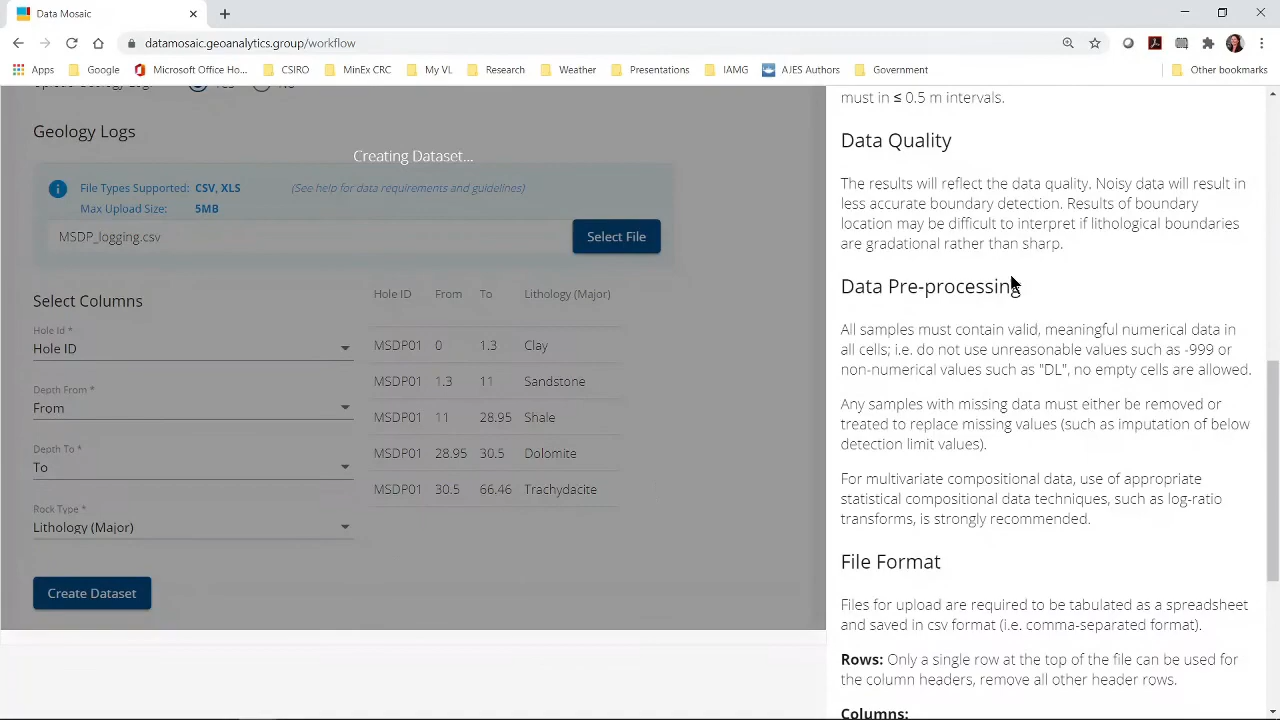 Data Mosaic
datamosaic.geoanalytics.group/workflow
Apps Google Microsoft Office Ho... CSIRO MinEx CRC My VL Research Weather Presentations IAMG AJES Authors Government Other bookmarks
Geology Logs
Creating Dataset...
File Types Supported: CSV, XLS (See help for data requirements and guidelines)
Max Upload Size: 5MB
MSDP_logging.csv Select File
Select Columns
Hole Id *
Hole ID
Depth From *
From
Depth To *
To
Rock Type *
Lithology (Major)
Hole ID From To Lithology (Major)
MSDP01 0 1.3 Clay
MSDP01 1.3 11 Sandstone
MSDP01 11 28.95 Shale
MSDP01 28.95 30.5 Dolomite
MSDP01 30.5 66.46 Trachydacite
Create Dataset
must in ≤ 0.5 m intervals.
Data Quality
The results will reflect the data quality. Noisy data will result in
less accurate boundary detection. Results of boundary
location may be difficult to interpret if lithological boundaries
are gradational rather than sharp.
Data Pre-processing
All samples must contain valid, meaningful numerical data in
all cells; i.e. do not use unreasonable values such as -999 or
non-numerical values such as "DL", no empty cells are allowed.
Any samples with missing data must either be removed or
treated to replace missing values (such as imputation of below
detection limit values).
For multivariate compositional data, use of appropriate
statistical compositional data techniques, such as log-ratio
transforms, is strongly recommended.
File Format
Files for upload are required to be tabulated as a spreadsheet
and saved in csv format (i.e. comma-separated format).
Rows: Only a single row at the top of the file can be used for
the column headers, remove all other header rows.
Columns: